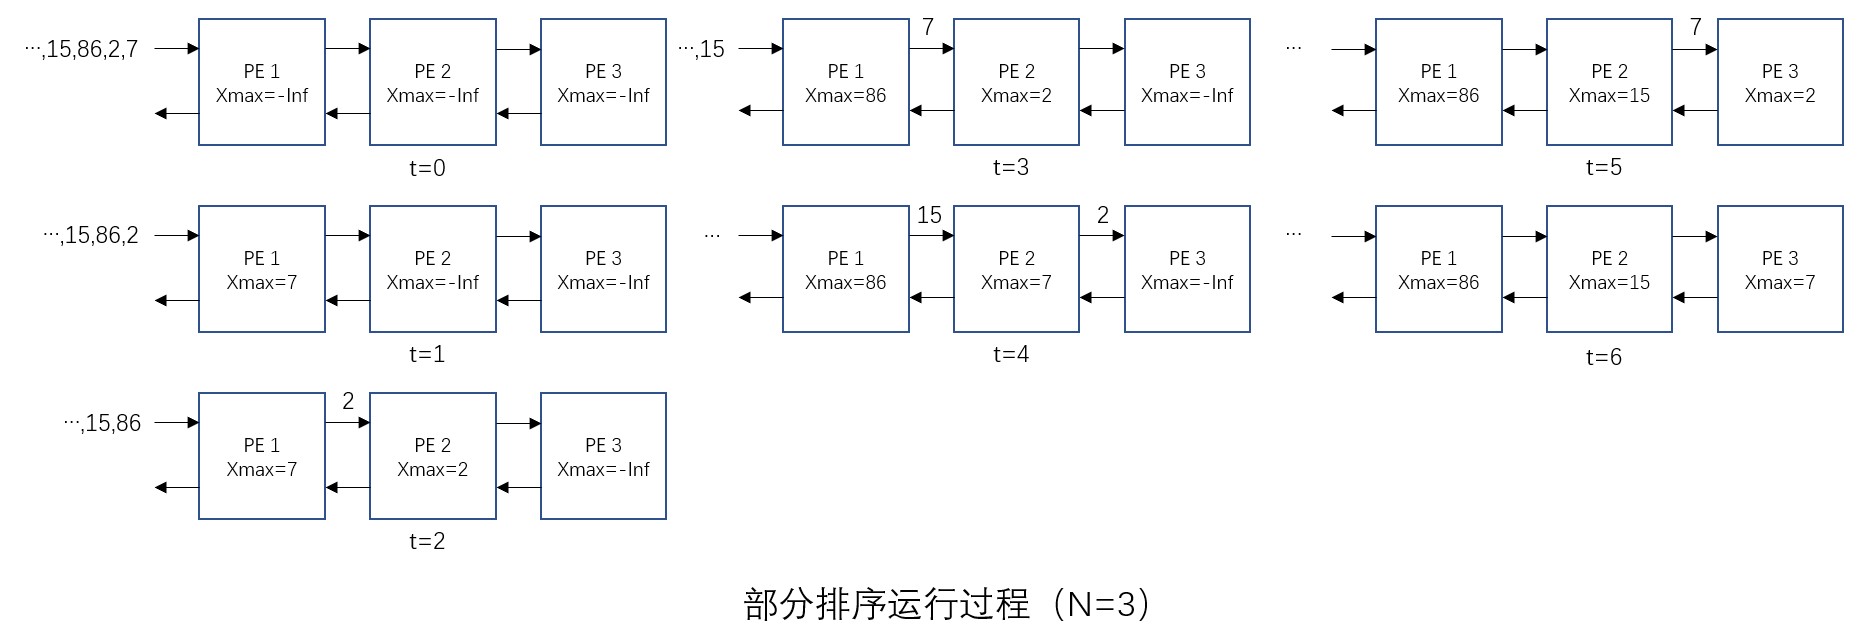 ···,15,86,2,7
PE 1
Xmax=-Inf
PE 2
Xmax=-Inf
PE 3
Xmax=-Inf
t=0
···,15,86,2
PE 1
Xmax=7
PE 2
Xmax=-Inf
PE 3
Xmax=-Inf
t=1
···,15,86
2
PE 1
Xmax=7
PE 2
Xmax=2
PE 3
Xmax=-Inf
t=2
···,15
7
PE 1
Xmax=86
PE 2
Xmax=2
PE 3
Xmax=-Inf
t=3
···
15
2
PE 1
Xmax=86
PE 2
Xmax=7
PE 3
Xmax=-Inf
t=4
···
7
PE 1
Xmax=86
PE 2
Xmax=15
PE 3
Xmax=2
t=5
···
PE 1
Xmax=86
PE 2
Xmax=15
PE 3
Xmax=7
t=6
部分排序运行过程（N=3）